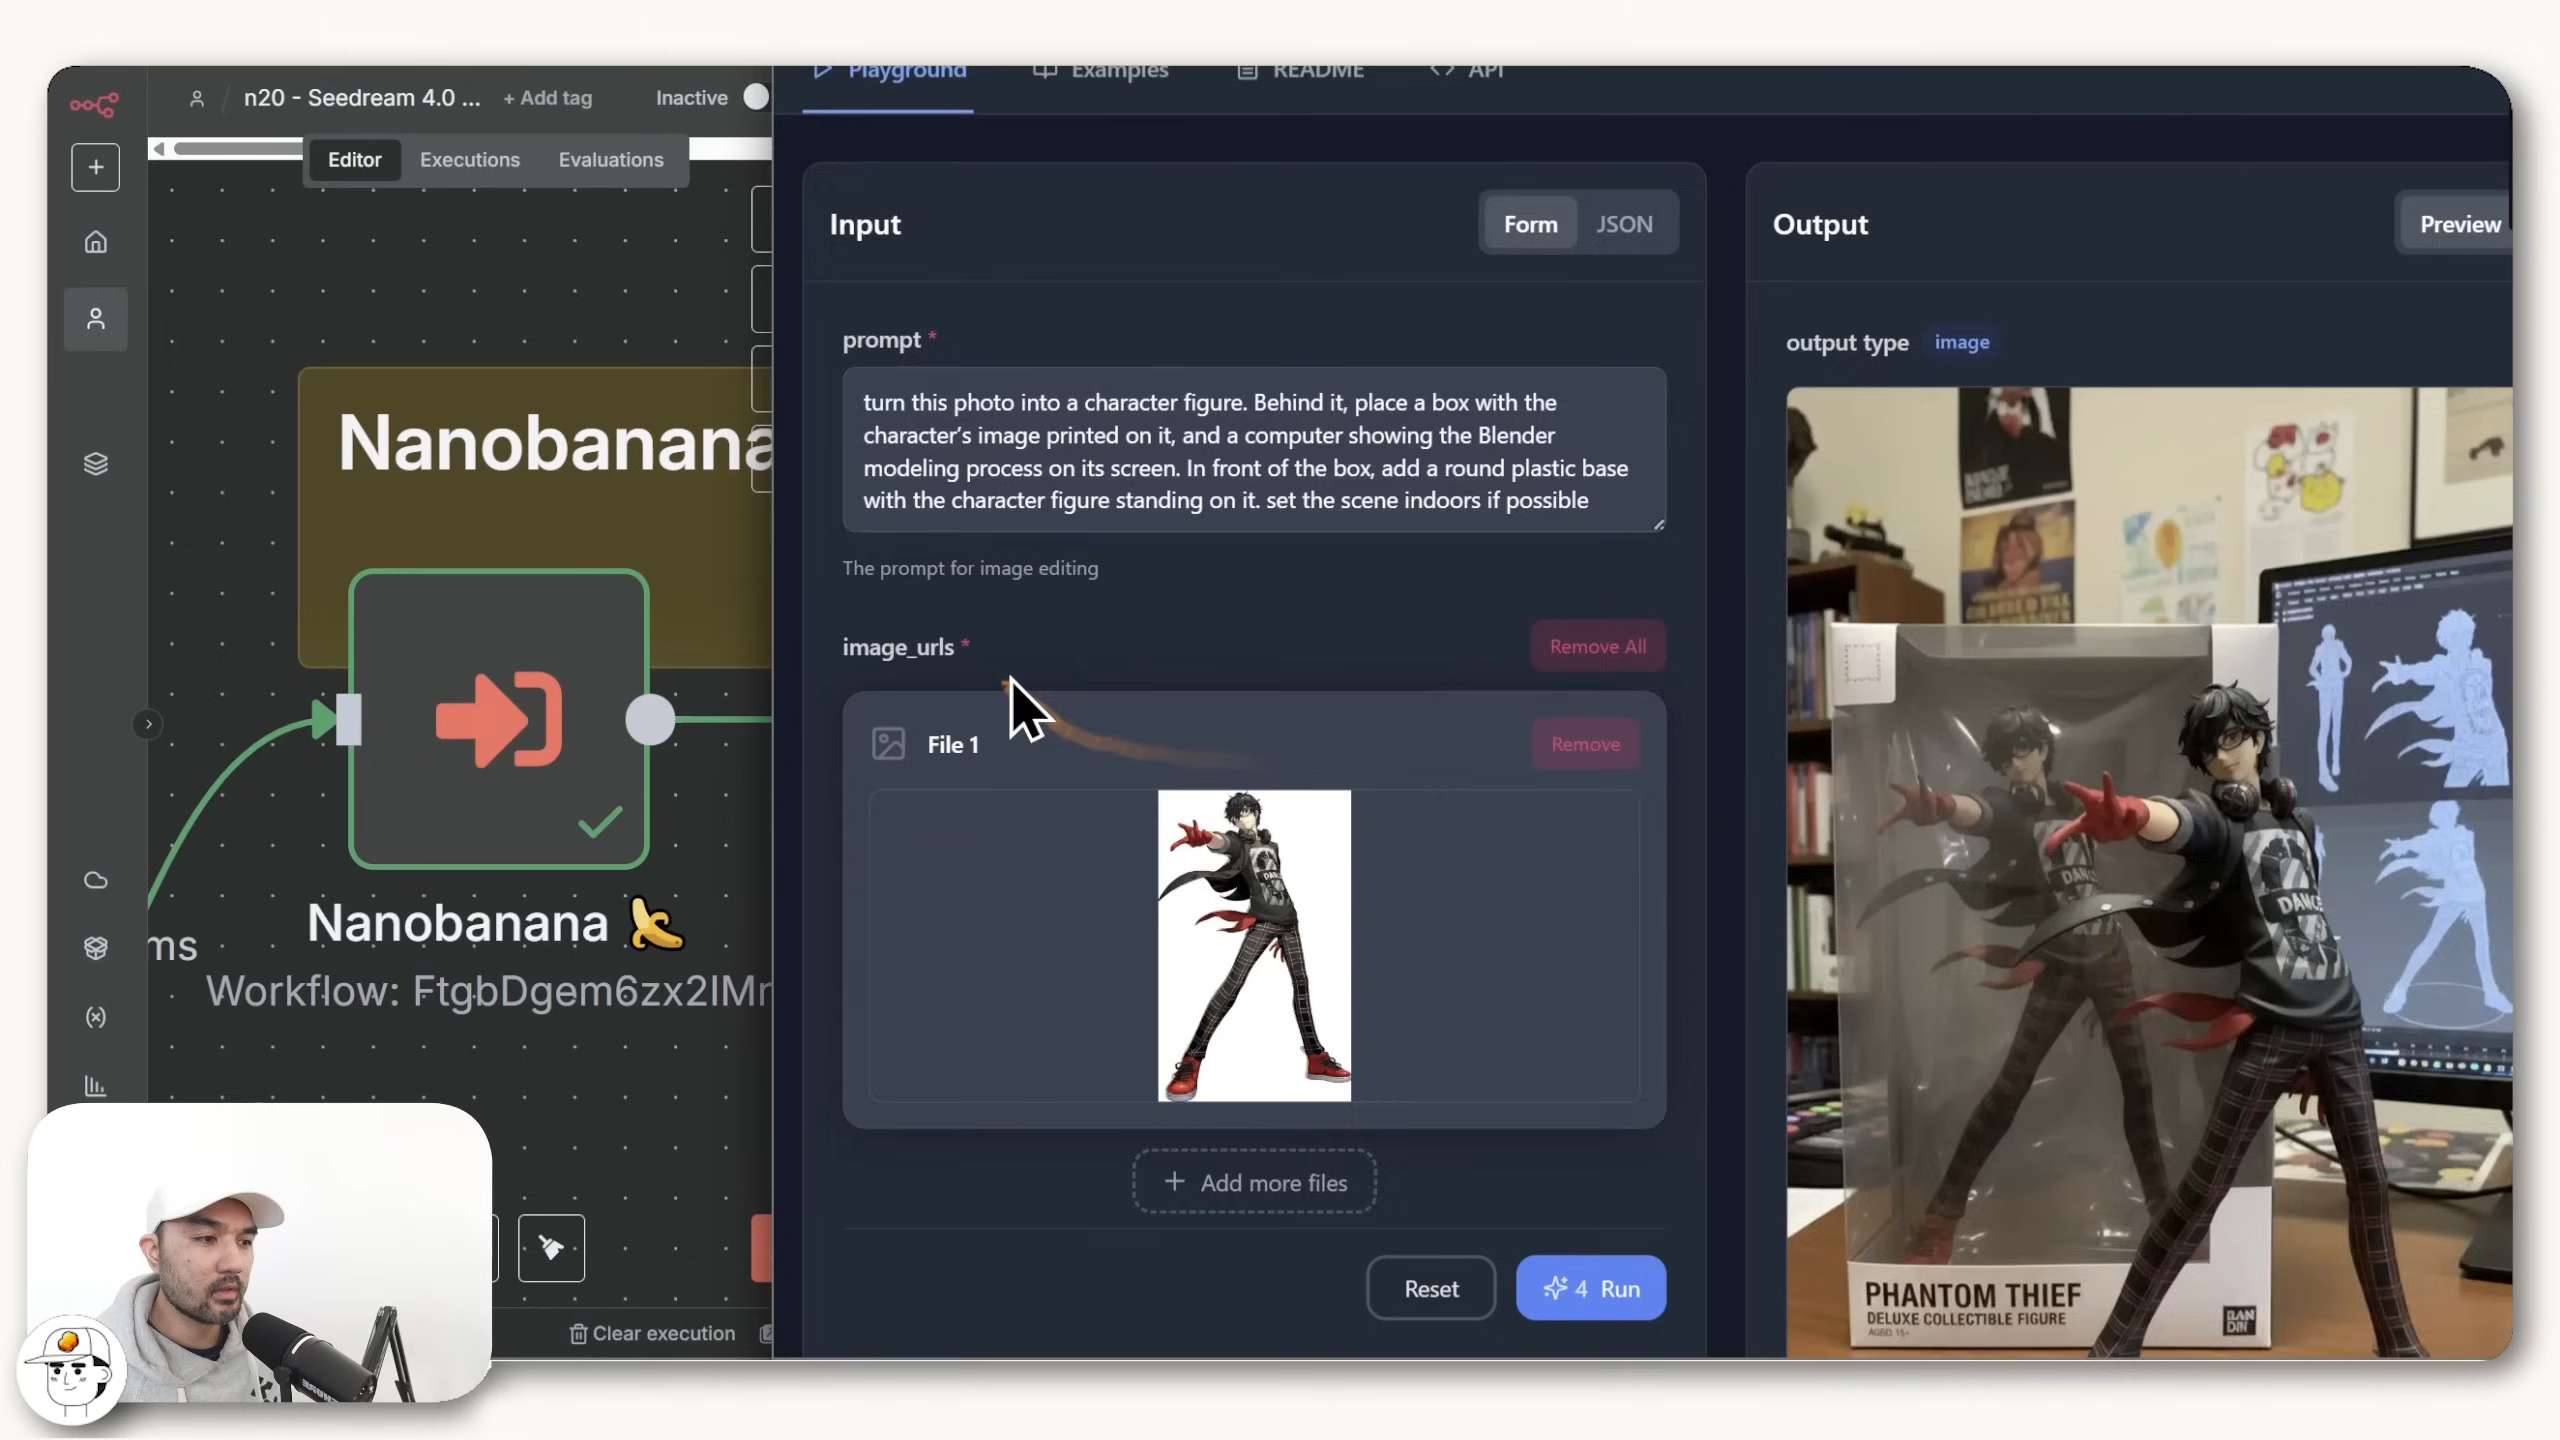 n20 - Seedream 4.0 ...
+ Add tag
Inactive
Editor
Executions
Evaluations
Nanobanana
Nanobanana 🍌
ms
Workflow: FtgbDgem6zx2IMr
Clear execution
Playground
Examples
README
API
Input
Form
JSON
prompt *
turn this photo into a character figure. Behind it, place a box with the
character’s image printed on it, and a computer showing the Blender
modeling process on its screen. In front of the box, add a round plastic base
with the character figure standing on it. set the scene indoors if possible
The prompt for image editing
image_urls *
Remove All
File 1
Remove
+ Add more files
Reset
4 Run
Output
Preview
output type
image
PHANTOM THIEF
DELUXE COLLECTIBLE FIGURE
BAN
DIN